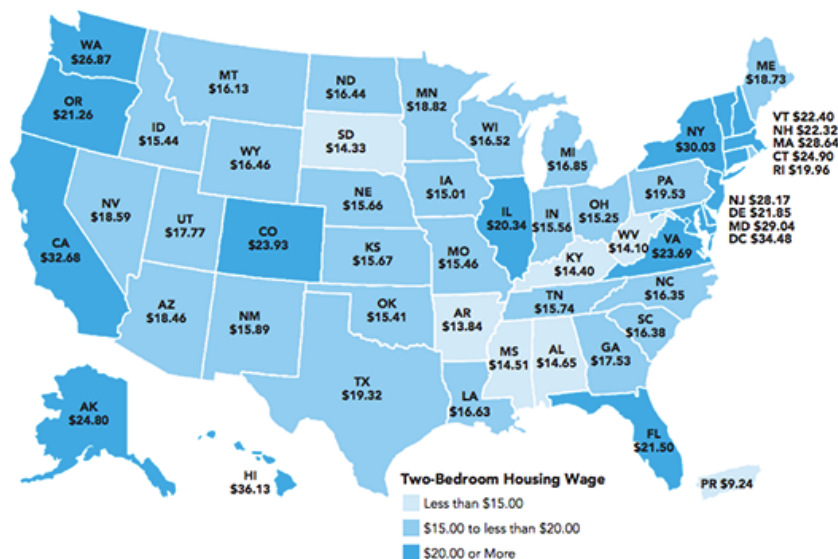 WA
$26.87
OR
$21.26
CA
$32.68
NV
$18.59
ID
$15.44
MT
$16.13
WY
$16.46
UT
$17.77
CO
$23.93
AZ
$18.46
NM
$15.89
ND
$16.44
SD
$14.33
NE
$15.66
KS
$15.67
OK
$15.41
TX
$19.32
MN
$18.82
IA
$15.01
MO
$15.46
AR
$13.84
LA
$16.63
WI
$16.52
IL
$20.34
MI
$16.85
IN
$15.56
OH
$15.25
KY
$14.40
TN
$15.74
MS
$14.51
AL
$14.65
GA
$17.53
FL
$21.50
SC
$16.38
NC
$16.35
VA
$23.69
WV
$14.10
PA
$19.53
NY
$30.03
ME
$18.73
VT $22.40
NH $22.32
MA $28.64
CT $24.90
RI $19.96
NJ $28.17
DE $21.85
MD $29.04
DC $34.48
AK
$24.80
HI
$36.13
PR $9.24
Two-Bedroom Housing Wage
Less than $15.00
$15.00 to less than $20.00
$20.00 or More